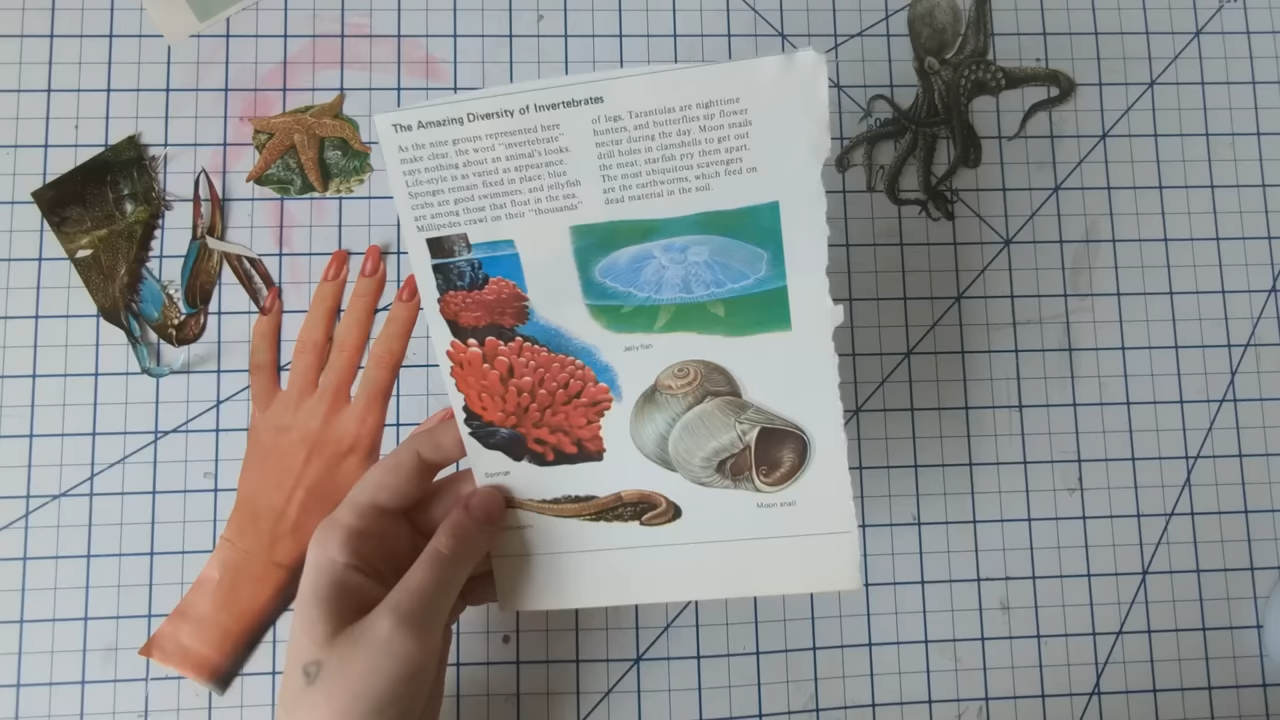 The Amazing Diversity of Invertebrates
As the nine groups represented here
make clear, the word "invertebrate"
says nothing about an animal's looks.
Life-style is as varied as appearance.
Sponges remain fixed in place; blue
crabs are good swimmers; and jellyfish
are among those that float in the sea.
Millipedes crawl on their "thousands"
of legs. Tarantulas are nighttime
hunters, and butterflies sip flower
nectar during the day. Moon snails
drill holes in clamshells to get out
the meat; starfish pry them apart.
The most ubiquitous scavengers
are the earthworms, which feed on
dead material in the soil.
Jellyfish
Sponge
Moon snail